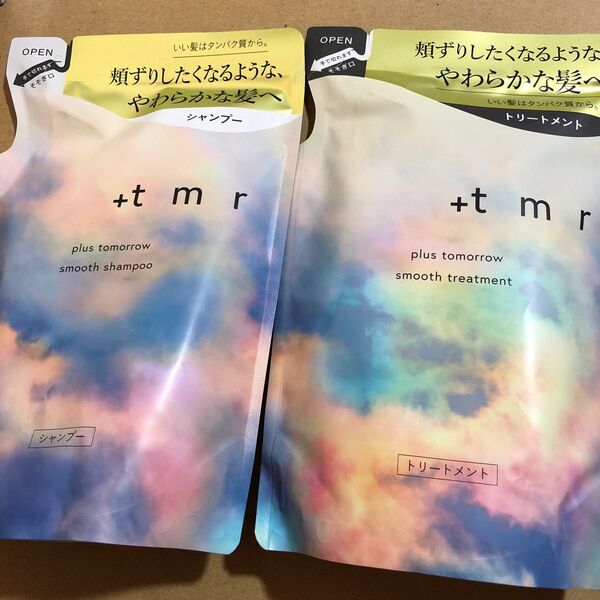 OPEN
手で切れます
そそぎ口
いい髪はタンパク質から。
頬ずりしたくなるような、
やわらかな髪へ
シャンプー
+t m r
plus tomorrow
smooth shampoo
シャンプー
OPEN
手で切れます
そそぎ口
頬ずりしたくなるような
やわらかな髪へ
いい髪はタンパク質から。
トリートメント
+t m r
plus tomorrow
smooth treatment
トリートメント